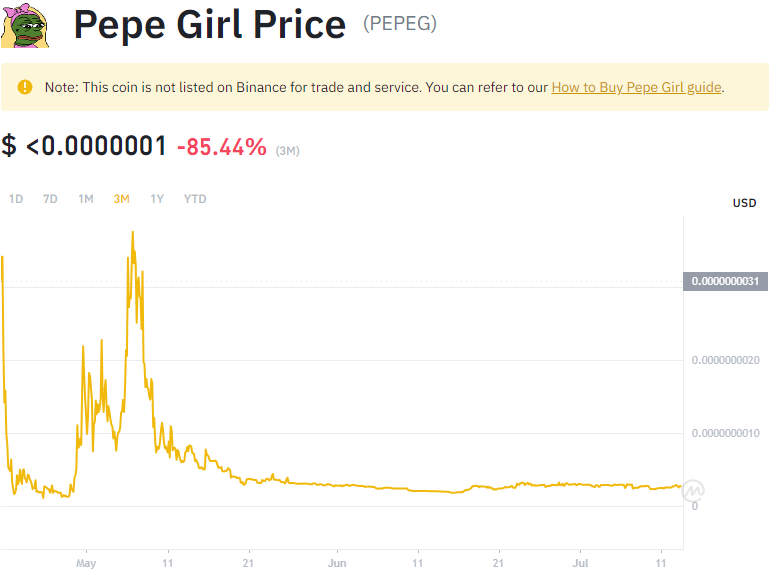 Pepe Girl Price (PEPEG)
Note: This coin is not listed on Binance for trade and service. You can refer to our How to Buy Pepe Girl guide.
$ <0.0000001 -85.44% (3M)
1D 7D 1M 3M 1Y YTD
USD
0.0000000031
0.0000000020
0.0000000010
0
May 11 21 Jun 11 21 Jul 11